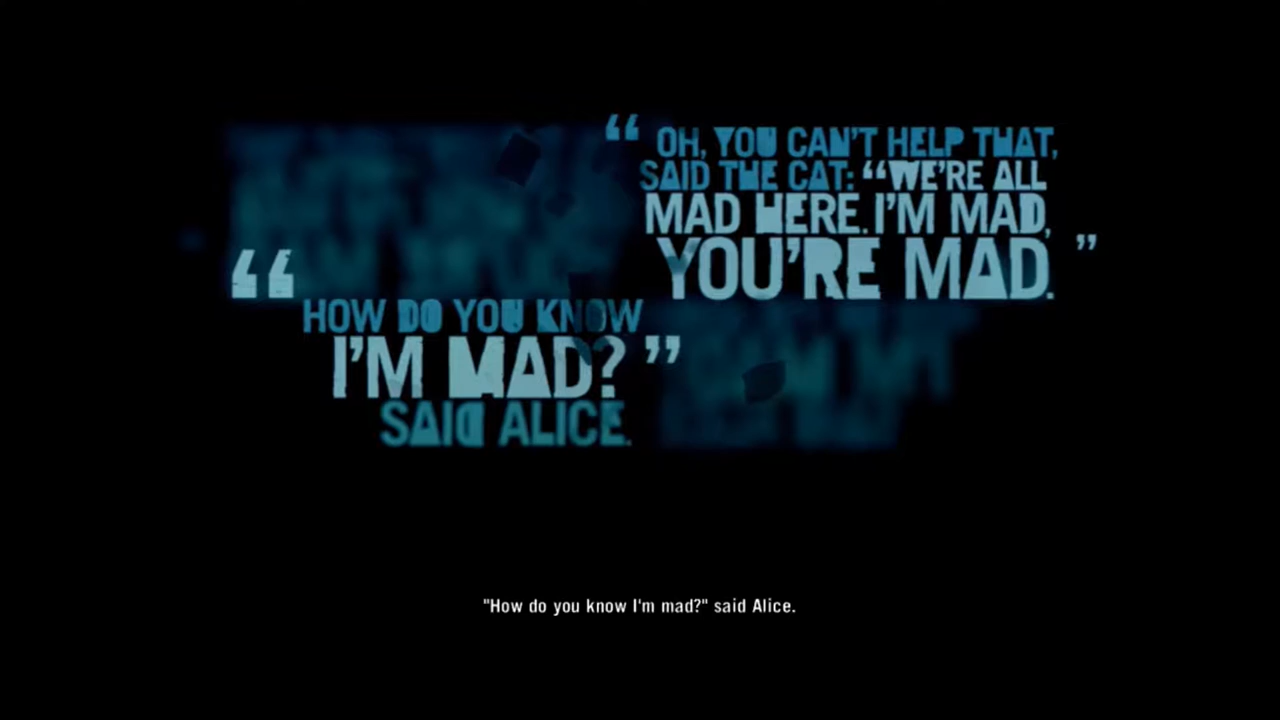 “ OH, YOU CAN’T HELP THAT,
SAID THE CAT: “WE’RE ALL
MAD HERE. I’M MAD,
YOU’RE MAD. ”
“ HOW DO YOU KNOW
I’M MAD? ”
SAID ALICE.
"How do you know I'm mad?" said Alice.